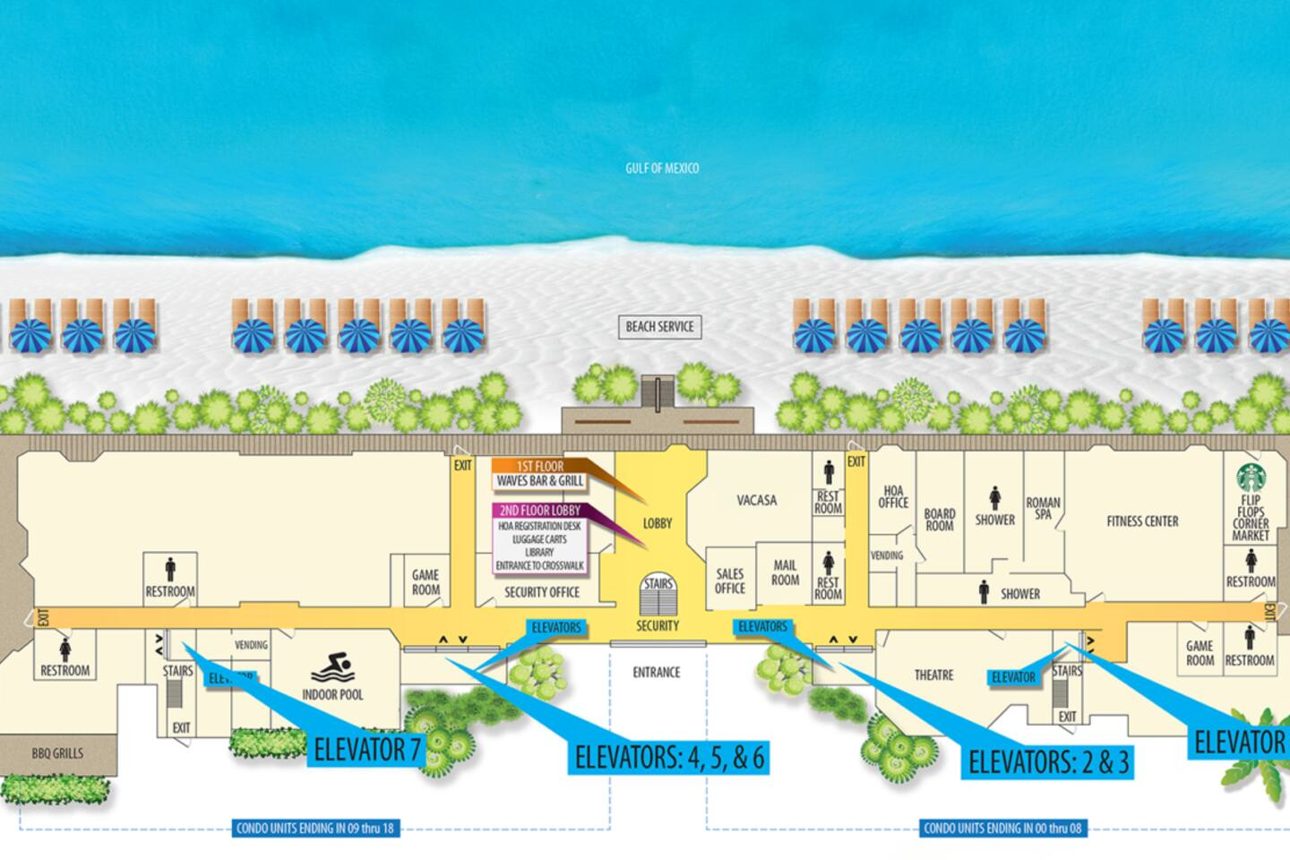 GULF OF MEXICO
BEACH SERVICE
EXIT
1ST FLOOR
WAVES BAR & GRILL
2ND FLOOR LOBBY
HOA REGISTRATION DESK
LUGGAGE CARTS
LIBRARY
ENTRANCE TO CROSSWALK
LOBBY
VACASA
REST
ROOM
EXIT
HOA
OFFICE
BOARD
ROOM
SHOWER
ROMAN
SPA
FITNESS CENTER
FLIP
FLOPS
CORNER
MARKET
RESTROOM
GAME
ROOM
SECURITY OFFICE
STAIRS
SALES
OFFICE
MAIL
ROOM
REST
ROOM
VENDING
SHOWER
RESTROOM
EXIT
ELEVATORS
SECURITY
ELEVATORS
EXIT
RESTROOM
VENDING
STAIRS
ELEVATOR
EXIT
INDOOR POOL
ENTRANCE
THEATRE
ELEVATOR
STAIRS
EXIT
GAME
ROOM
RESTROOM
BBQ GRILLS
ELEVATOR 7
ELEVATORS: 4, 5, & 6
ELEVATORS: 2 & 3
ELEVATOR
CONDO UNITS ENDING IN 09 thru 18
CONDO UNITS ENDING IN 00 thru 08